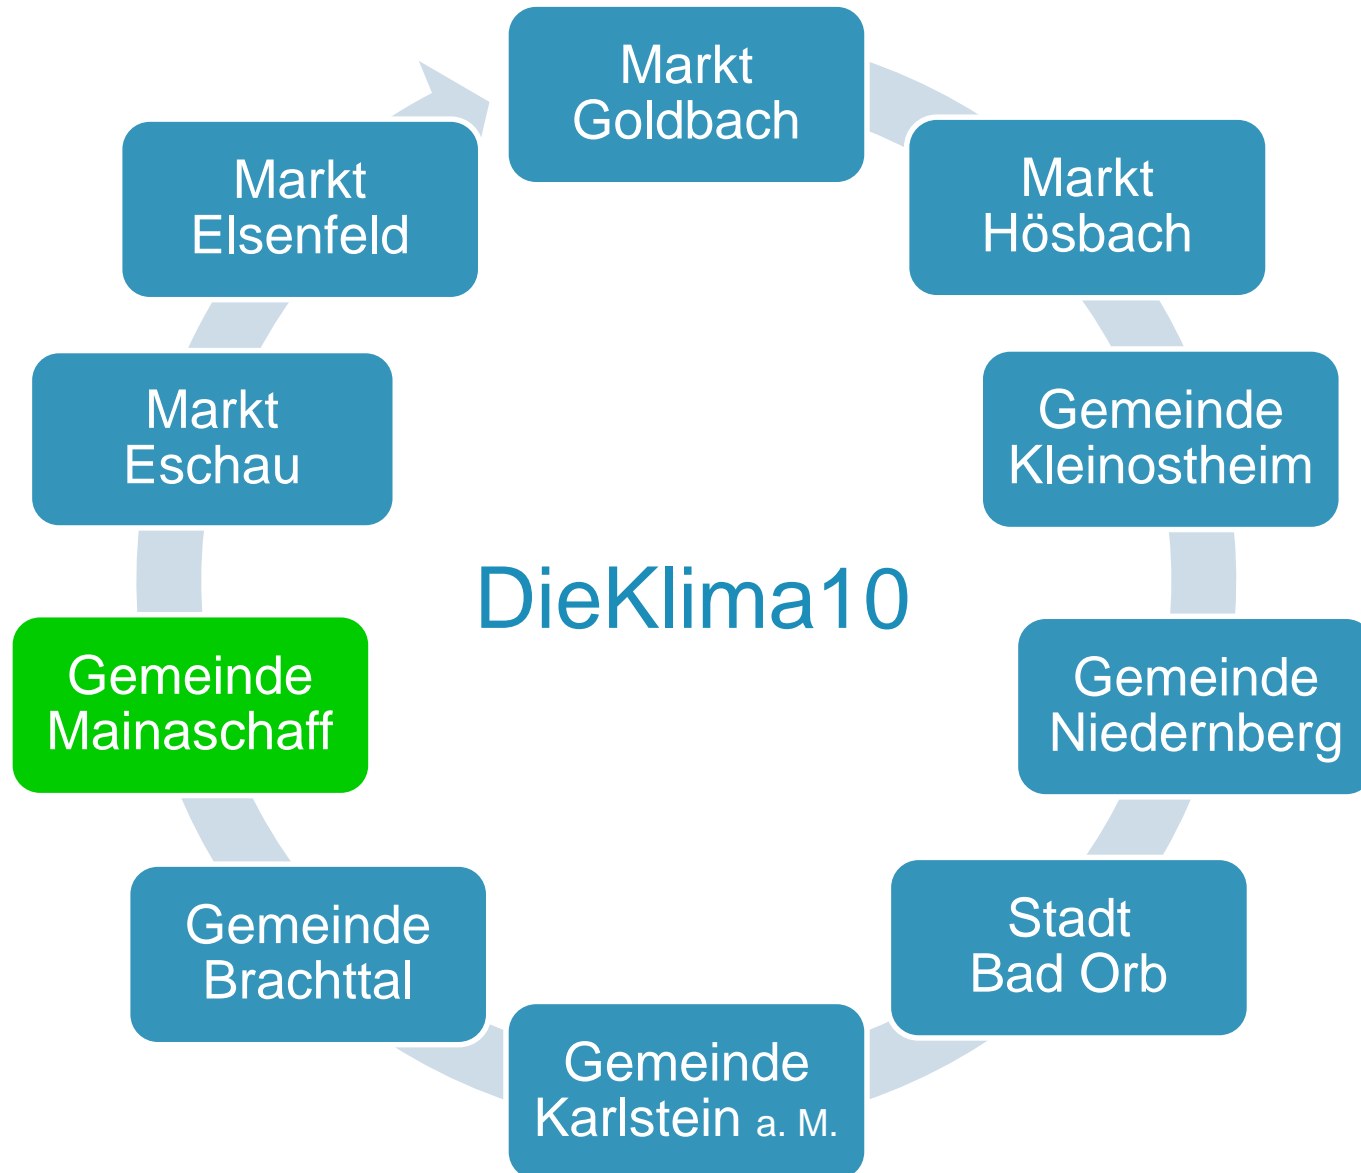 Markt
Goldbach
Markt
Hösbach
Gemeinde
Kleinostheim
Gemeinde
Niedernberg
Stadt
Bad Orb
Gemeinde
Karlstein a. M.
Gemeinde
Brachttal
Gemeinde
Mainaschaff
Markt
Eschau
Markt
Elsenfeld
DieKlima10